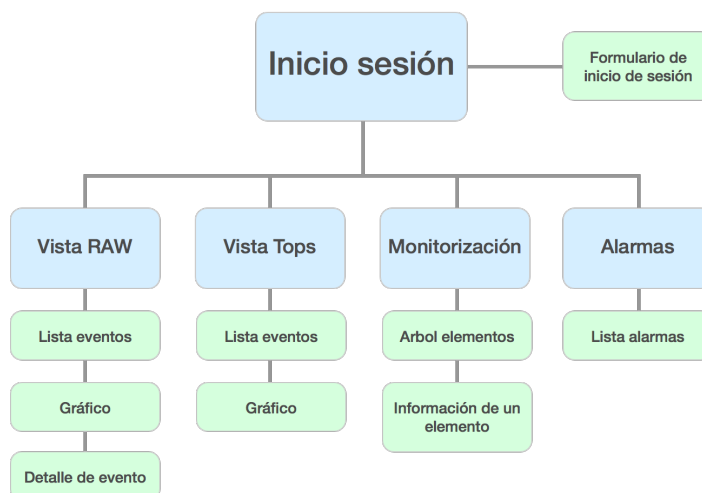 Inicio sesión
Formulario de
inicio de sesión
Vista RAW
Vista Tops
Monitorización
Alarmas
Lista eventos
Lista eventos
Arbol elementos
Lista alarmas
Gráfico
Gráfico
Información de un
elemento
Detalle de evento